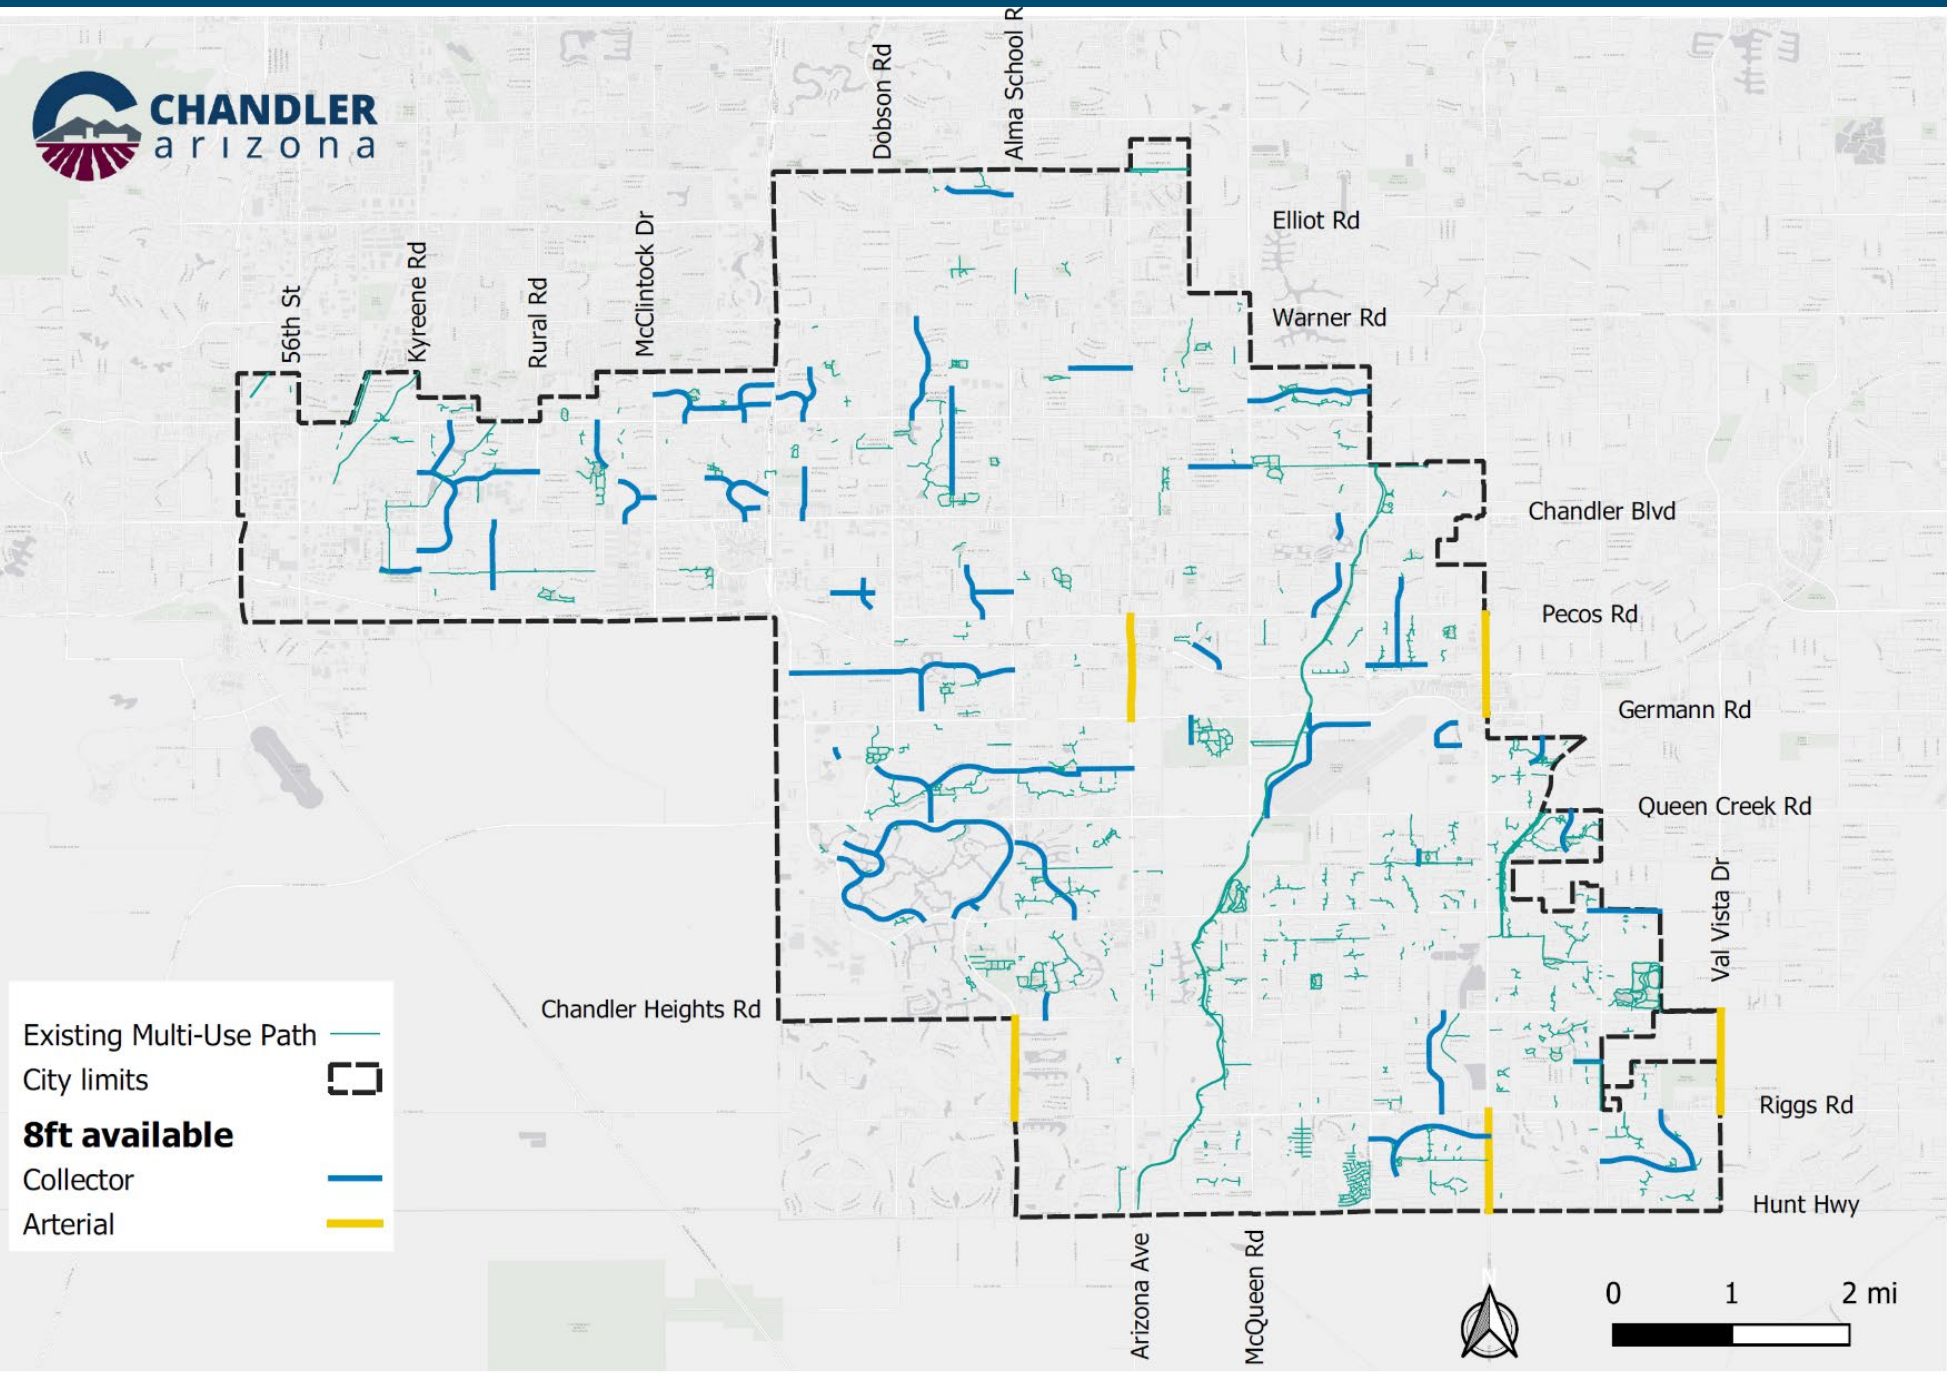 CHANDLER
arizona
Dobson Rd
Alma School R
Elliot Rd
Warner Rd
56th St
Kyreene Rd
Rural Rd
McClintock Dr
Chandler Blvd
Pecos Rd
Germann Rd
Queen Creek Rd
Val Vista Dr
Chandler Heights Rd
Riggs Rd
Hunt Hwy
Arizona Ave
McQueen Rd
Existing Multi-Use Path
City limits
8ft available
Collector
Arterial
N
0 1 2 mi